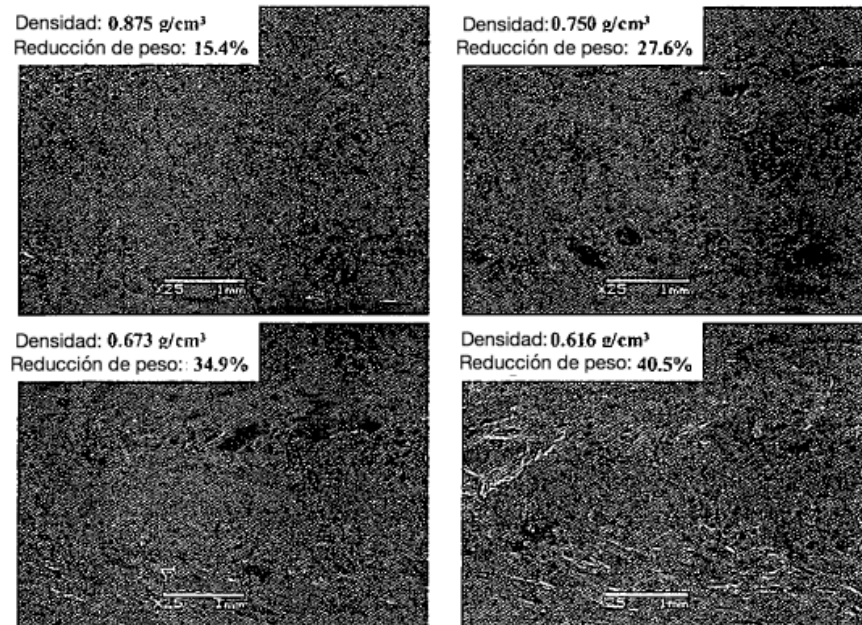 Densidad: 0.875 g/cm³
Reducción de peso: 15.4%
X25 1mm
Densidad: 0.750 g/cm³
Reducción de peso: 27.6%
X25 1mm
Densidad: 0.673 g/cm³
Reducción de peso: 34.9%
X25 1mm
Densidad: 0.616 g/cm³
Reducción de peso: 40.5%
1mm